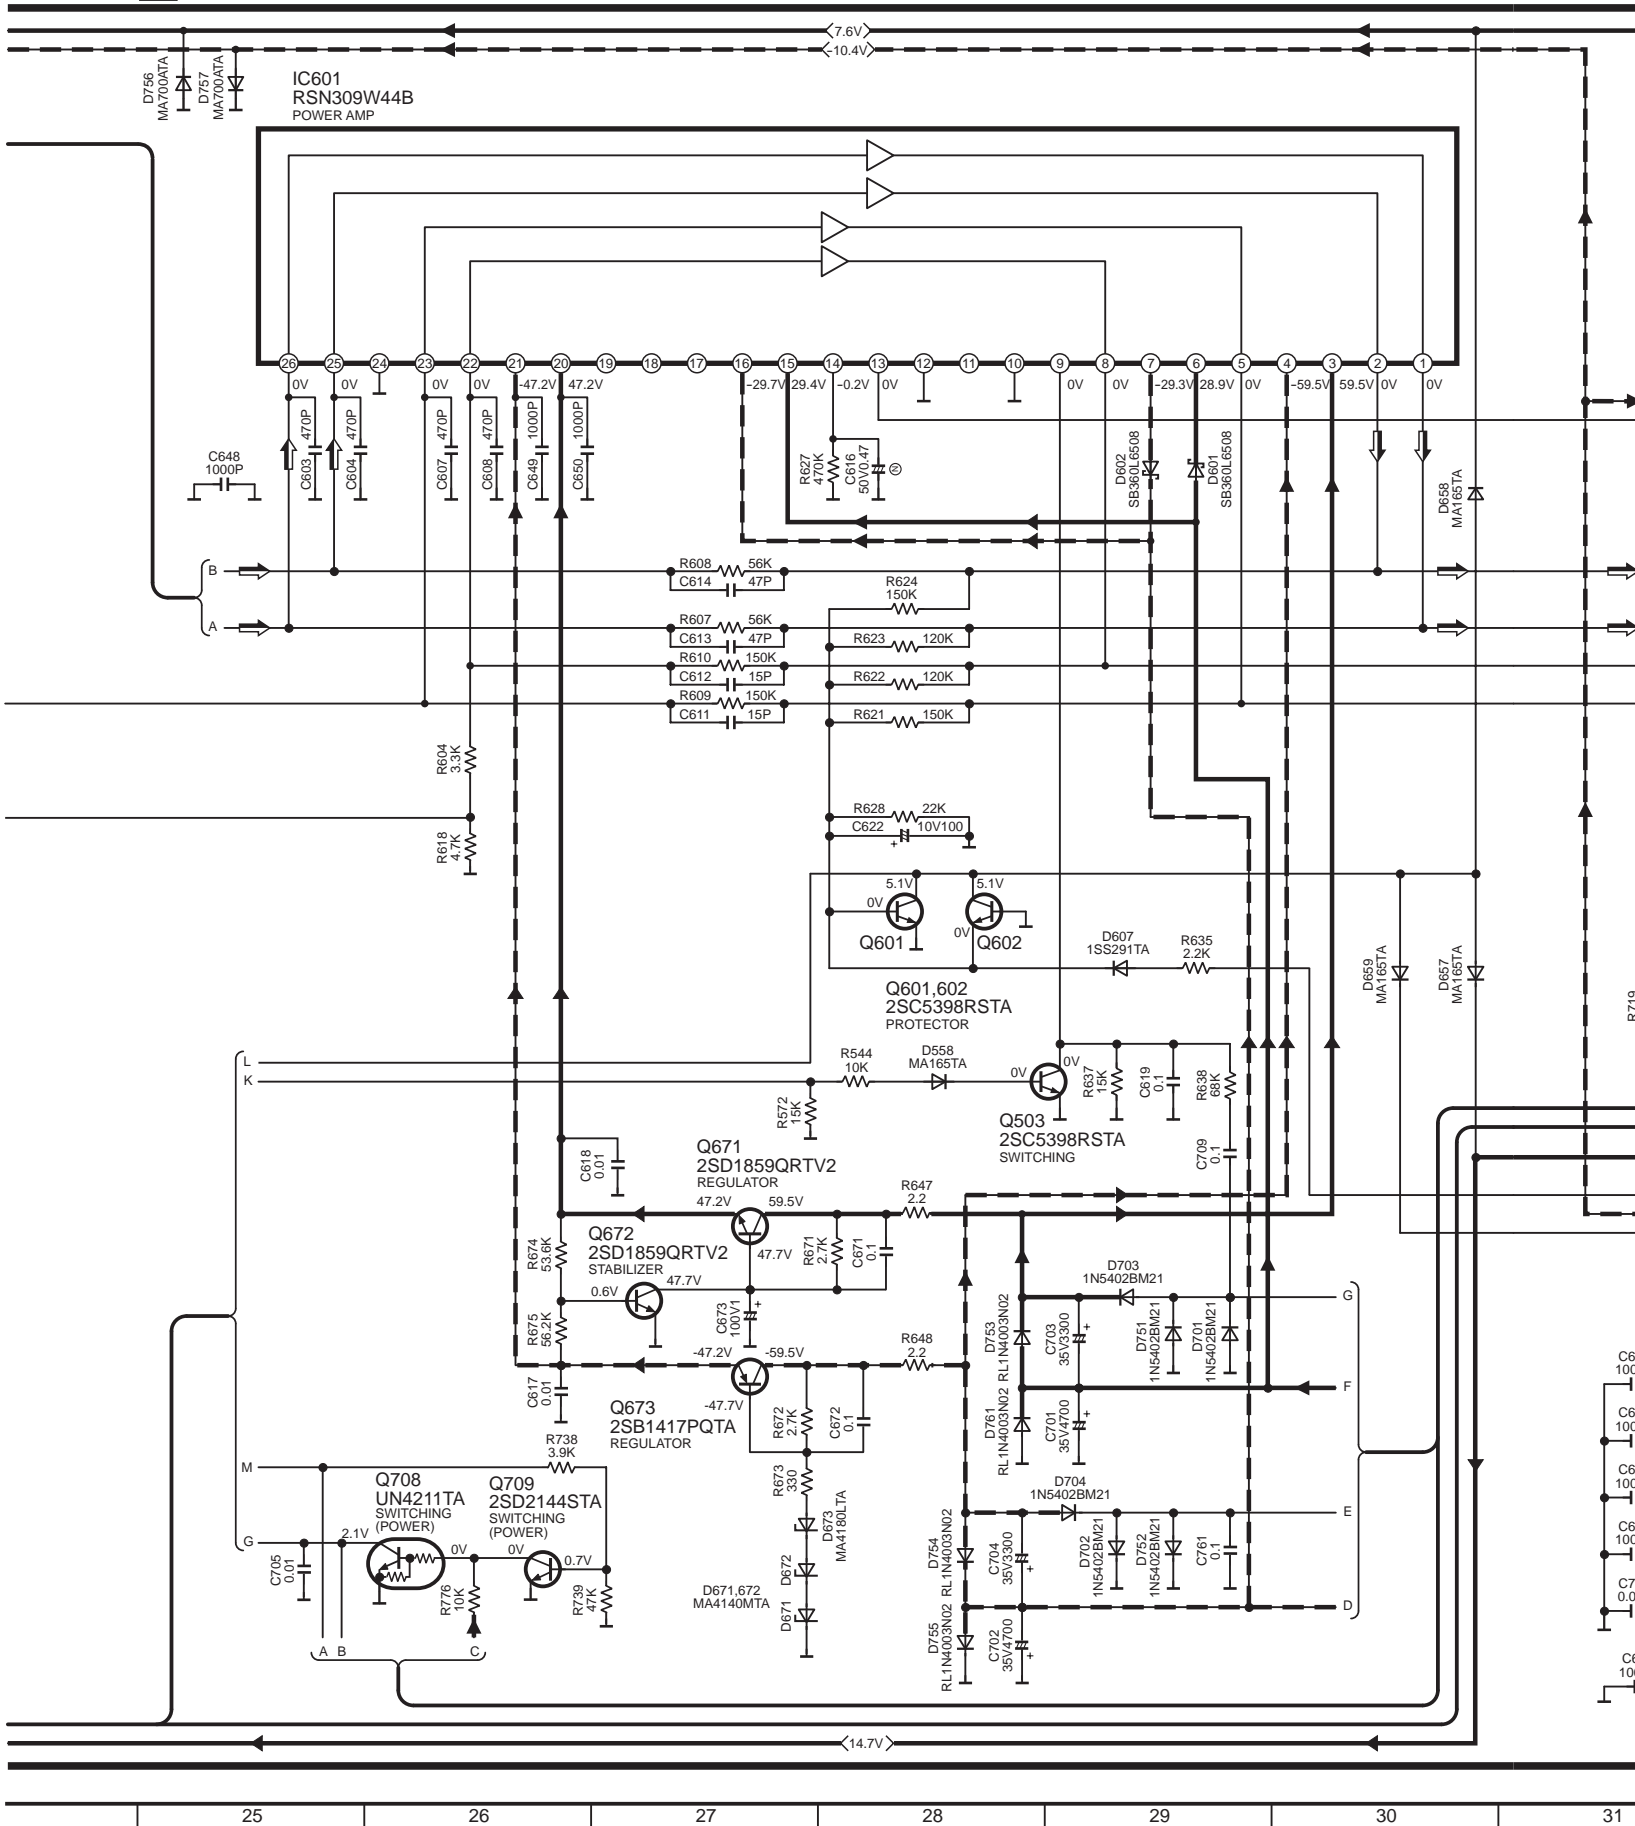 7.6V
-10.4V
D756
MA700ATA
D757
MA700ATA
IC601
RSN309W44B
POWER AMP
26 25 24 23 22 21 20 19 18 17 16 15 14 13 12 11 10 9 8 7 6 5 4 3 2 1
0V 0V 0V 0V -47.2V 47.2V -29.7V 29.4V -0.2V 0V 0V 0V -29.3V 28.9V 0V -59.5V 59.5V 0V 0V
C648
1000P
C603 470P
C604 470P
C607 470P
C608 470P
C649 1000P
C650 1000P
R627
470K
C616
50V0.47
N
D602
SB360L6508
D601
SB360L6508
D658
MA165TA
B
R608 56K
C614 47P
R624
150K
A
R607 56K
C613 47P
R623 120K
R610 150K
C612 15P
R622 120K
R609 150K
C611 15P
R621 150K
R604
3.3K
R618
4.7K
R628 22K
C622 10V100
+
5.1V 5.1V
0V
Q601
0V
Q602
D607
1SS291TA
R635
2.2K
D659
MA165TA
D657
MA165TA
Q601,602
2SC5398RSTA
PROTECTOR
R719
L
K
R544
10K
D558
MA165TA
R572
15K
0V 0V
Q503
2SC5398RSTA
SWITCHING
R637
15K
C619
0.1
R638
68K
C709
0.1
C618
0.01
Q671
2SD1859QRTV2
REGULATOR
47.2V 59.5V
47.7V
R647
2.2
R674
53.6K
Q672
2SD1859QRTV2
STABILIZER
0.6V 47.7V
R671
2.7K
C671
0.1
R675
56.2K
C673
100V1
+
R648
2.2
D703
1N5402BM21
G
D753
RL1N4003N02
C703
35V3300
+
D751
1N5402BM21
D701
1N5402BM21
F
-47.2V -59.5V
-47.7V
C617
0.01
Q673
2SB1417PQTA
REGULATOR
R672
2.7K
C672
0.1
D761
RL1N4003N02
C701
35V4700
+
C6
100
C6
100
M
R738
3.9K
R673
330
D704
1N5402BM21
C6
100
E
Q708
UN4211TA
SWITCHING
(POWER)
Q709
2SD2144STA
SWITCHING
(POWER)
G
2.1V 0V 0V 0.7V
C705
0.01
R776
10K
R739
47K
D673
MA4180LTA
D672
D671
D671,672
MA4140MTA
D754
RL1N4003N02
C704
35V3300
+
D702
1N5402BM21
D752
1N5402BM21
C761
0.1
C6
100
D
D755
RL1N4003N02
C702
35V4700
+
C7
0.0
A B C
C6
14.7V
25 26 27 28 29 30 31